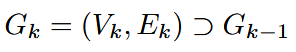 G_k = (V_k, E_k) ⊃ G_{k−1}